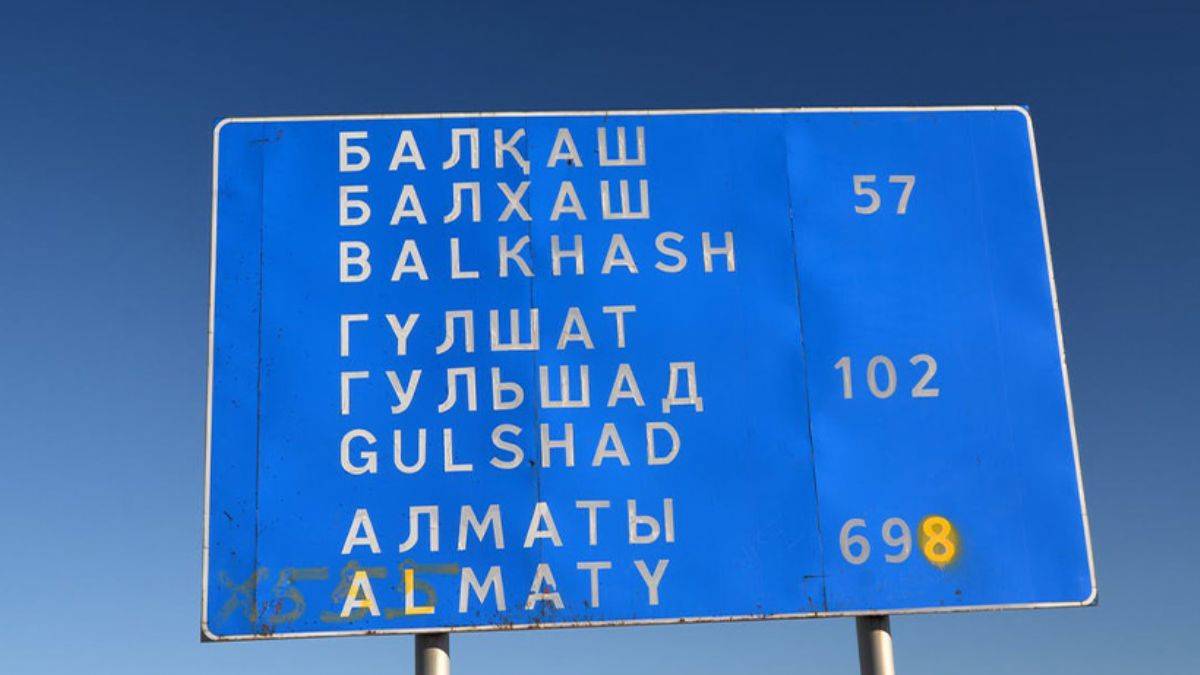 БАЛҚАШ
БАЛХАШ 57
BALKHASH
ГҮЛШАТ
ГУЛЬШАД 102
GULSHAD
АЛМАТЫ 698
ALMATY